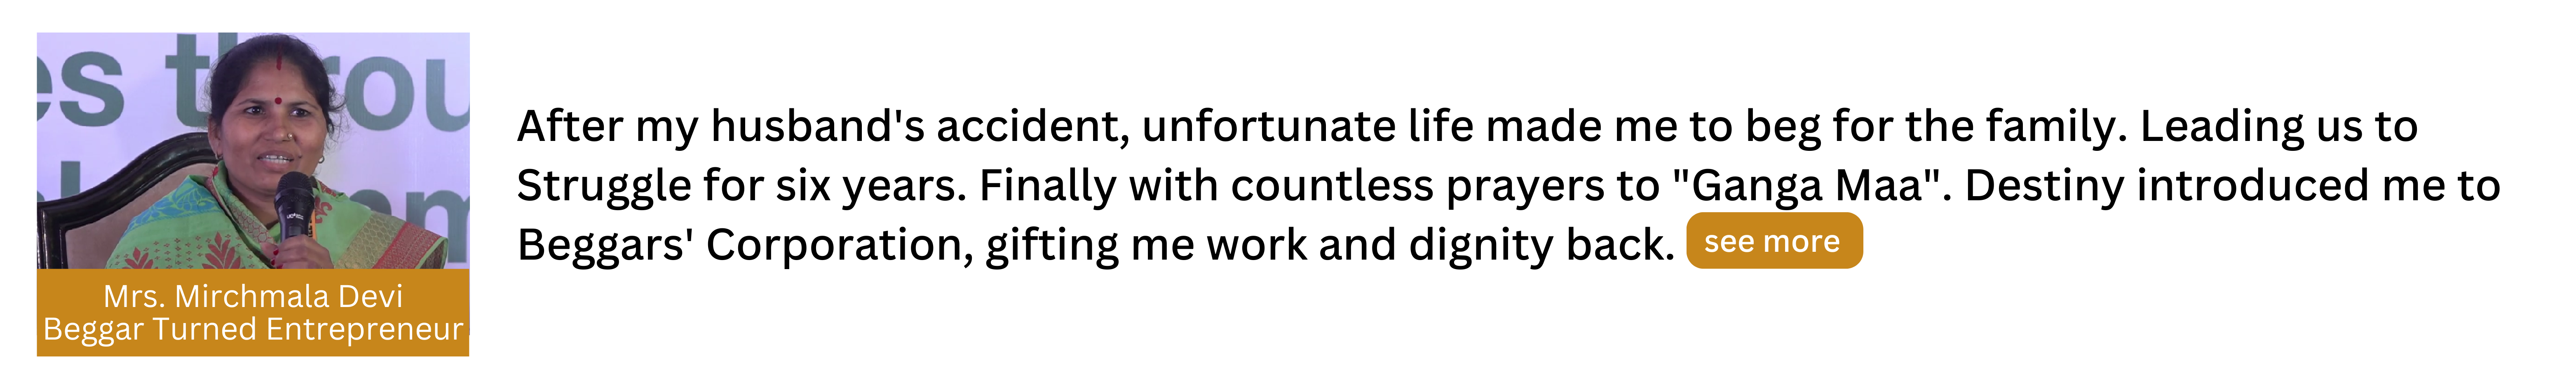 es throu
Mrs. Mirchmala Devi
Beggar Turned Entrepreneur
After my husband's accident, unfortunate life made me to beg for the family. Leading us to
Struggle for six years. Finally with countless prayers to "Ganga Maa". Destiny introduced me to
Beggars' Corporation, gifting me work and dignity back.
see more